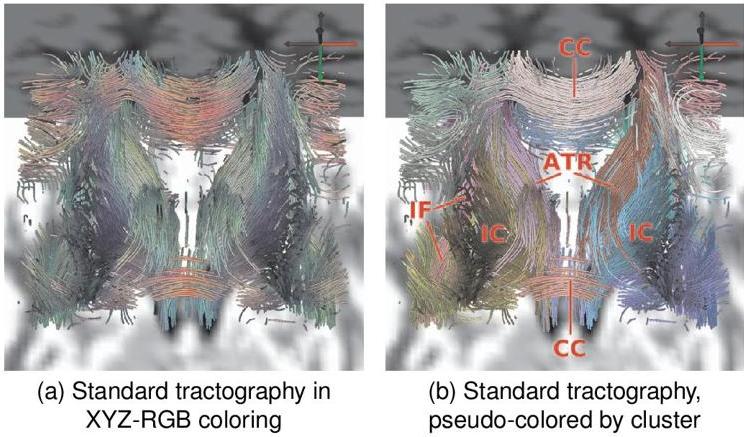 CC
ATR
IF
IC
IC
CC
(a) Standard tractography in
XYZ-RGB coloring
(b) Standard tractography,
pseudo-colored by cluster